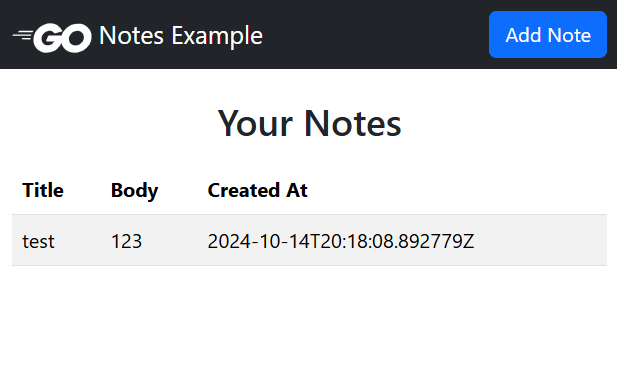 GO Notes Example
Add Note
Your Notes
Title Body Created At
test 123 2024-10-14T20:18:08.892779Z